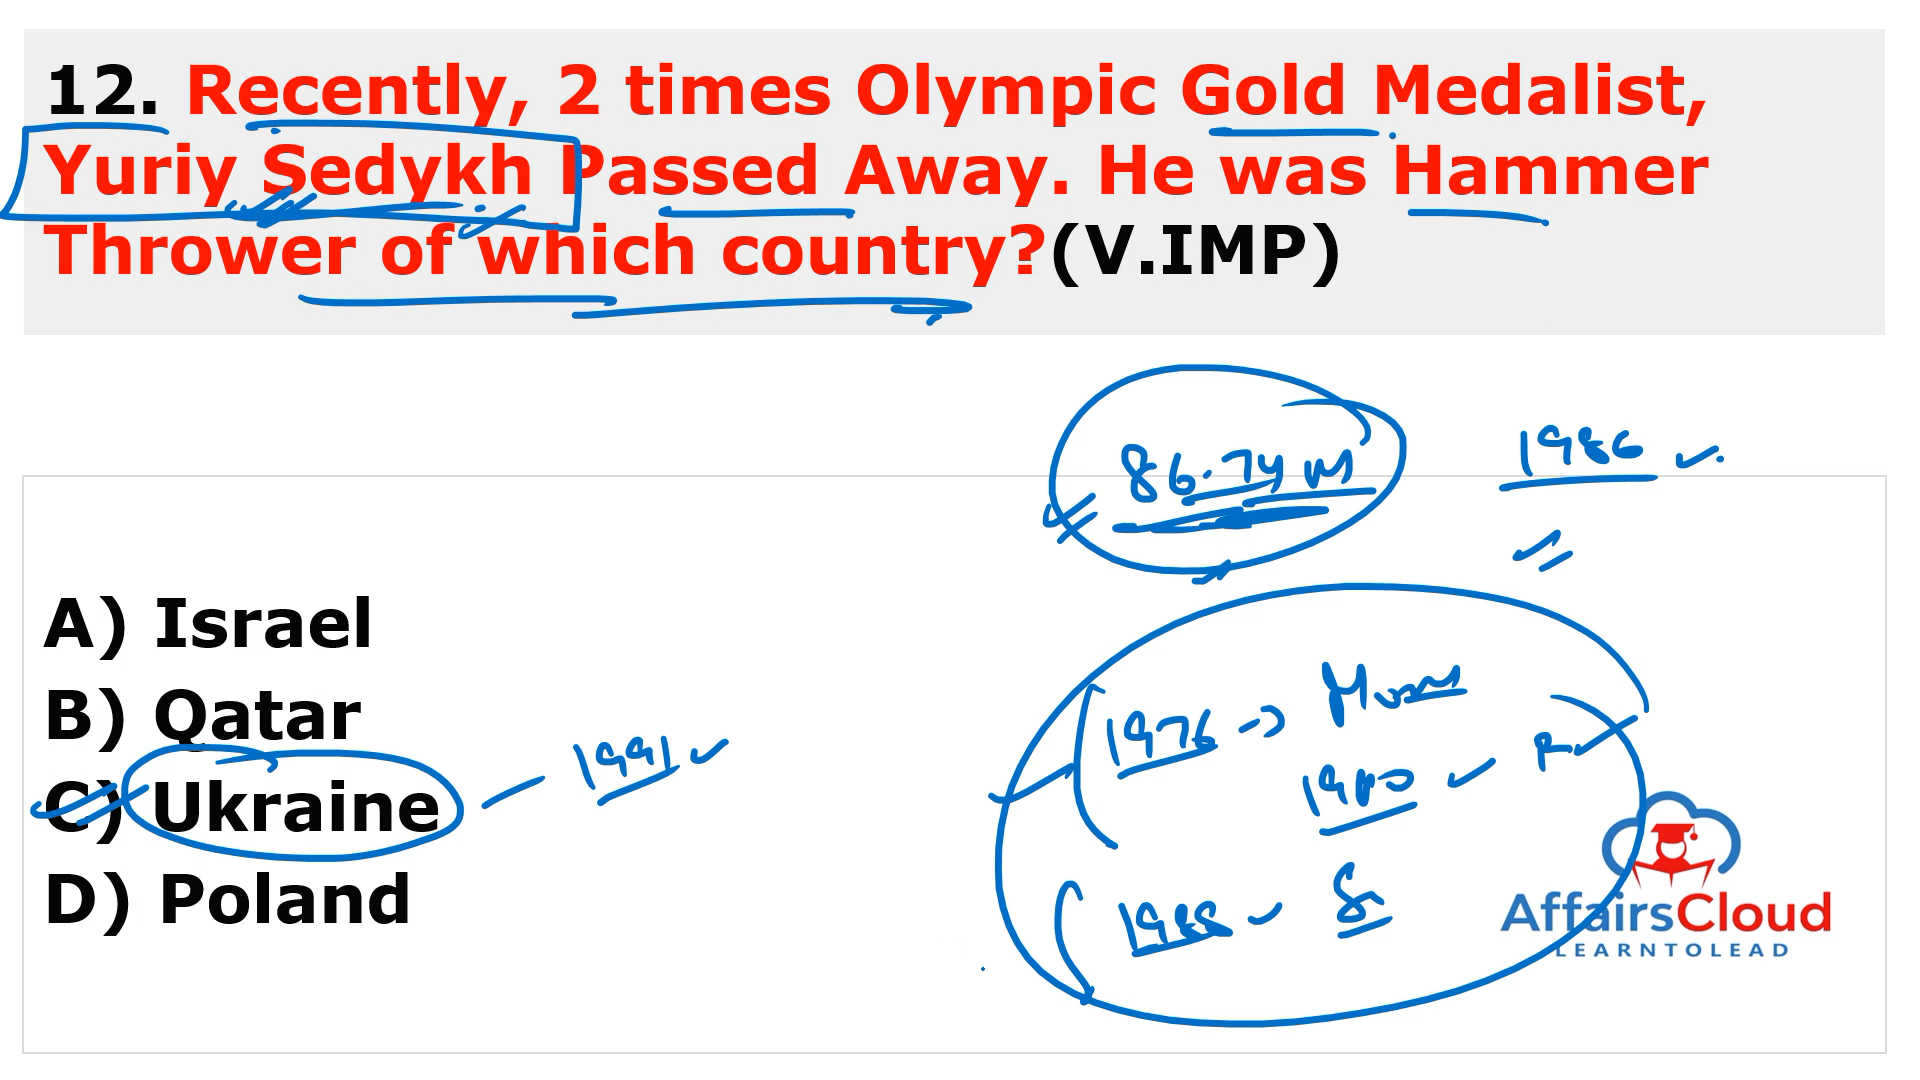 12. Recently, 2 times Olympic Gold Medalist,
Yuriy Sedykh Passed Away. He was Hammer
Thrower of which country?(V.IMP)
86.74 m
1986
A) Israel
B) Qatar
C) Ukraine
D) Poland
1991
1976
1980
1988
AffairsCloud
LEARNTOLEAD